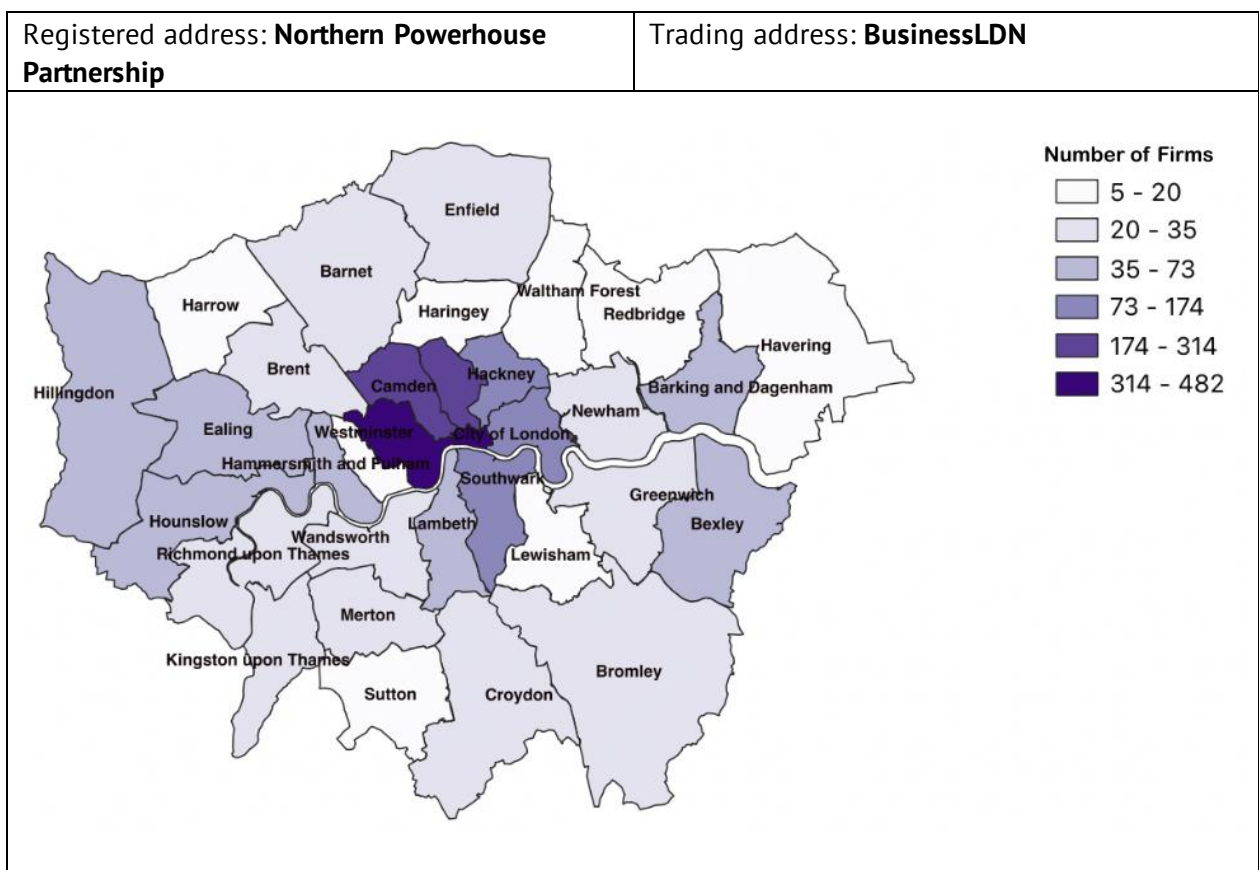 Registered address: Northern Powerhouse
Partnership
Trading address: BusinessLDN
Number of Firms
5 - 20
20 - 35
35 - 73
73 - 174
174 - 314
314 - 482
Enfield
Barnet
Waltham Forest
Harrow
Haringey
Redbridge
Havering
Brent
Hackney
Camden
Barking and Dagenham
Hillingdon
Newham
Ealing
Westminster
City of London
Hammersmith and Fulham
Southwark
Greenwich
Hounslow
Lambeth
Bexley
Wandsworth
Richmond upon Thames
Lewisham
Merton
Kingston upon Thames
Bromley
Sutton
Croydon